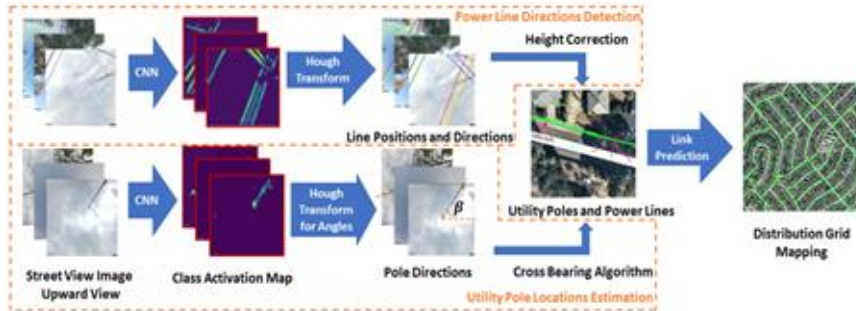 Power Line Directions Detection
Height Correction
CNN
Hough
Transform
Line Positions and Directions
Link
Prediction
CNN
Hough
Transform
for Angles
β
Utility Poles and Power Lines
Distribution Grid
Mapping
Street View Image
Upward View
Class Activation Map
Pole Directions
Cross Bearing Algorithm
Utility Pole Locations Estimation